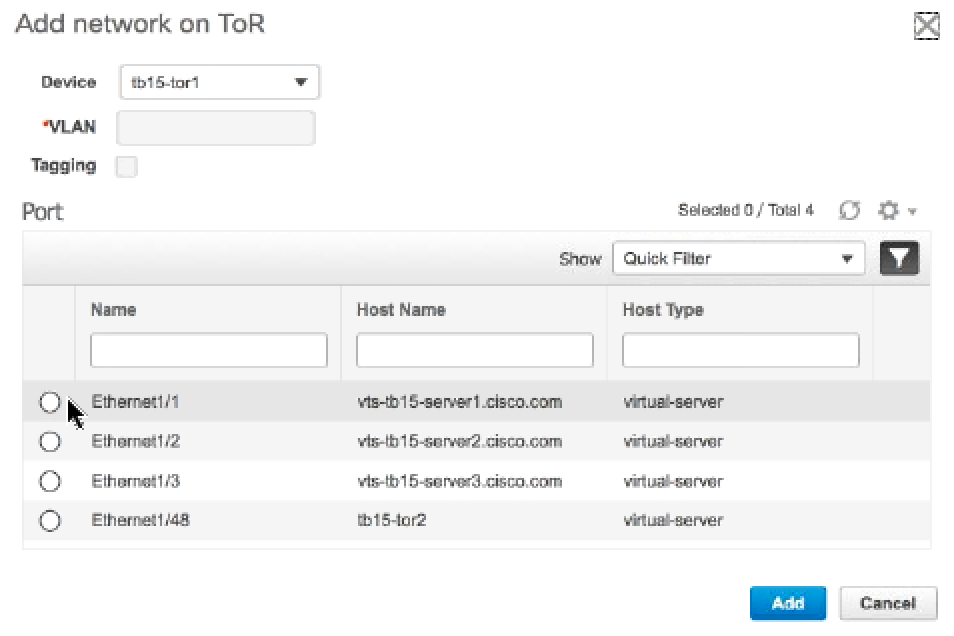 Add network on ToR
Device tb15-tor1
*VLAN
Tagging
Port Selected 0 / Total 4
Show Quick Filter
Name Host Name Host Type
Ethernet1/1 vts-tb15-server1.cisco.com virtual-server
Ethernet1/2 vts-tb15-server2.cisco.com virtual-server
Ethernet1/3 vts-tb15-server3.cisco.com virtual-server
Ethernet1/48 tb15-tor2 virtual-server
Add Cancel